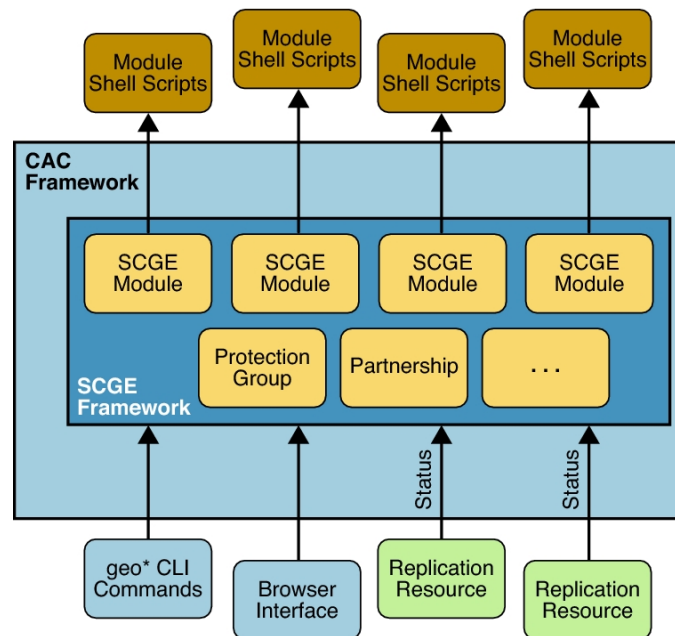 Module
Shell Scripts
Module
Shell Scripts
Module
Shell Scripts
Module
Shell Scripts
CAC
Framework
SCGE
Module
SCGE
Module
SCGE
Module
SCGE
Module
Protection
Group
Partnership
. . .
SCGE
Framework
Status
Status
geo* CLI
Commands
Browser
Interface
Replication
Resource
Replication
Resource